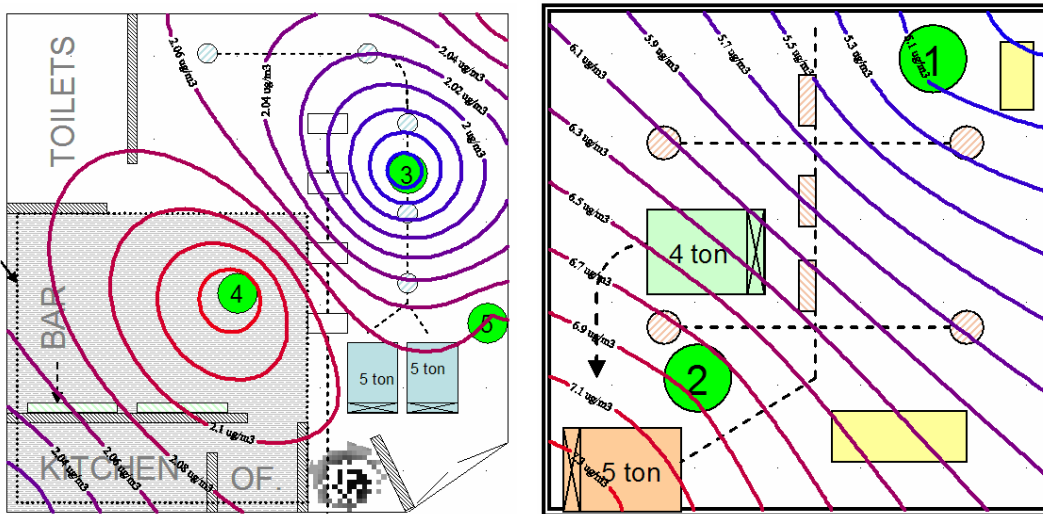 TOILETS
2.06 ug/m3
2.04 ug/m3
2.04 ug/m3
2.02 ug/m3
2 ug/m3
3
4
5
BAR
5 ton
5 ton
2.1 ug/m3
KITCHEN
OF.
2.04 ug/m3
2.06 ug/m3
2.08 ug/m3
6.1 ug/m3
5.9 ug/m3
5.7 ug/m3
5.5 ug/m3
5.3 ug/m3
5.1 ug/m3
1
6.3 ug/m3
6.5 ug/m3
4 ton
6.7 ug/m3
6.9 ug/m3
2
7.1 ug/m3
7.3 ug/m3
5 ton